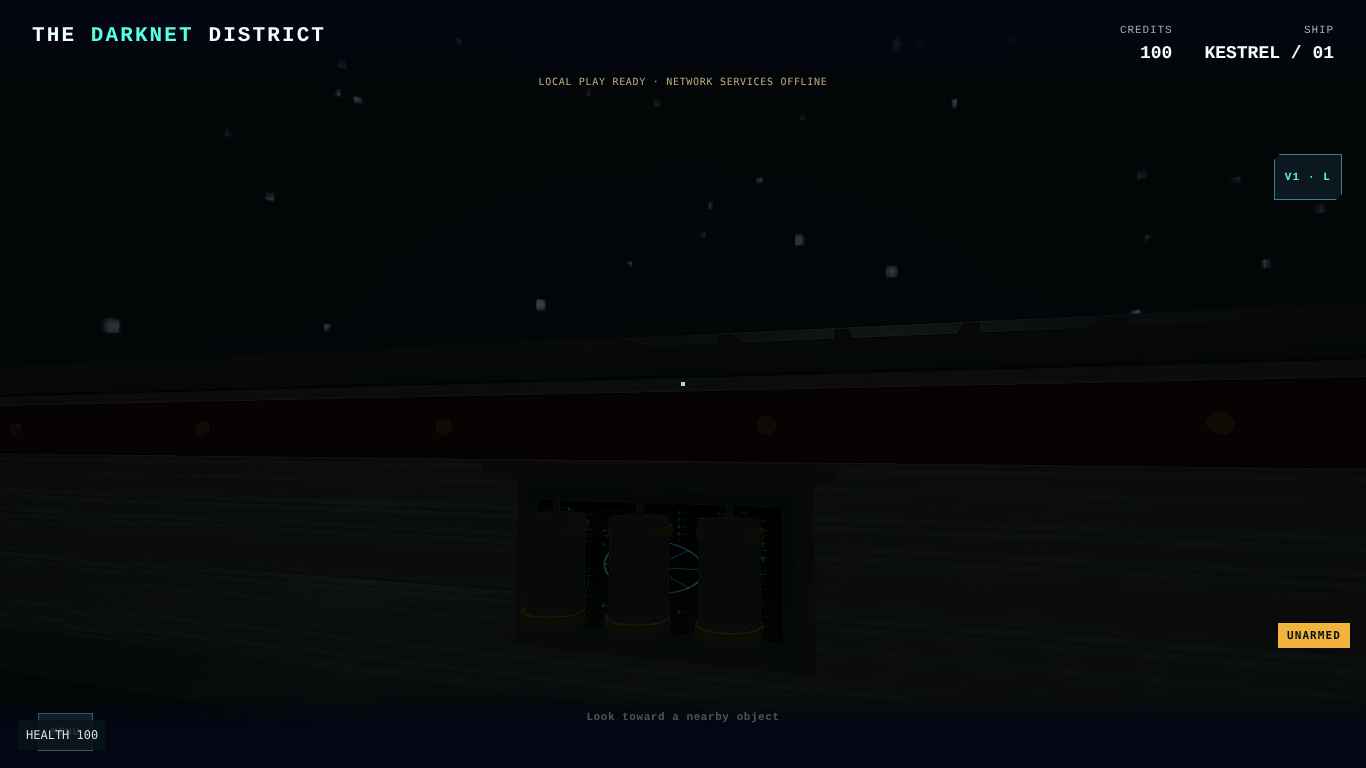 THE DARKNET DISTRICT
CREDITS
100
SHIP
KESTREL / 01
LOCAL PLAY READY · NETWORK SERVICES OFFLINE
V1 · L
UNARMED
Look toward a nearby object
HEALTH 100